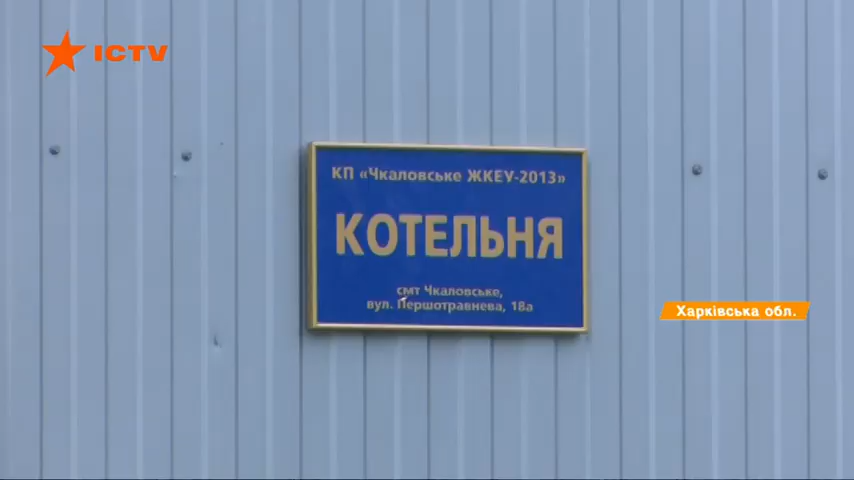 ICTV
КП «Чкаловське ЖКЕУ-2013»
КОТЕЛЬНЯ
смт Чкаловське,
вул. Першотравнева, 18а
Харківська обл.